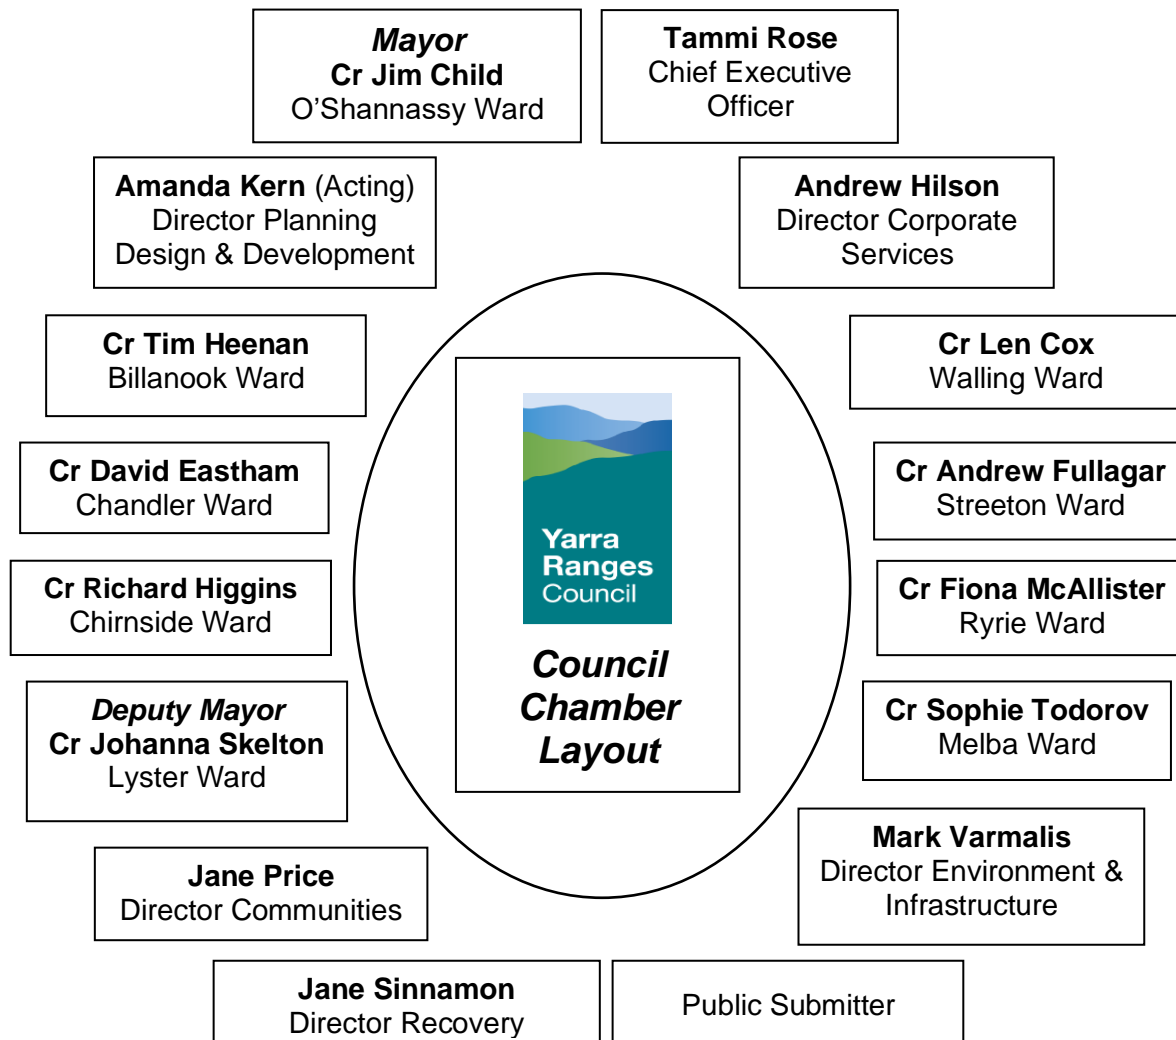 Mayor
Cr Jim Child
O'Shannassy Ward
Tammi Rose
Chief Executive
Officer
Amanda Kern (Acting)
Director Planning
Design & Development
Andrew Hilson
Director Corporate
Services
Cr Tim Heenan
Billanook Ward
Cr Len Cox
Walling Ward
Cr David Eastham
Chandler Ward
Cr Andrew Fullagar
Streeton Ward
Cr Richard Higgins
Chirnside Ward
Cr Fiona McAllister
Ryrie Ward
Yarra
Ranges
Council
Council
Chamber
Layout
Deputy Mayor
Cr Johanna Skelton
Lyster Ward
Cr Sophie Todorov
Melba Ward
Jane Price
Director Communities
Mark Varmalis
Director Environment &
Infrastructure
Jane Sinnamon
Director Recovery
Public Submitter